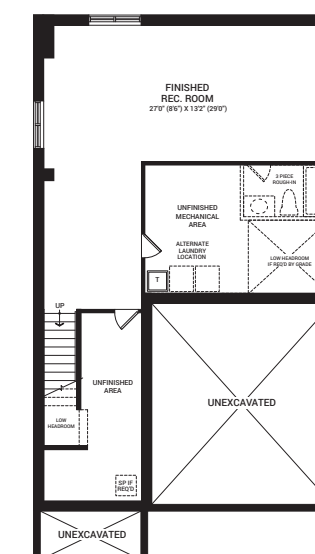 FINISHED
REC. ROOM
27'0" (8'6") X 13'2" (29'0")
3 PIECE
ROUGH-IN
UNFINISHED
MECHANICAL
AREA
ALTERNATE
LAUNDRY
LOCATION
LOW HEADROOM
IF REQ'D BY GRADE
T
UP
UNFINISHED
AREA
UNEXCAVATED
LOW
HEADROOM
SP IF
REQ'D
UNEXCAVATED